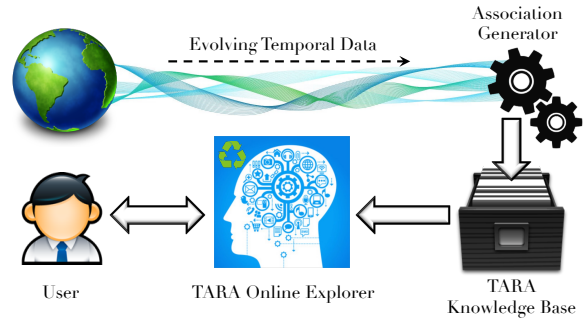 Association
Generator
Evolving Temporal Data
User
TARA Online Explorer
TARA
Knowledge Base